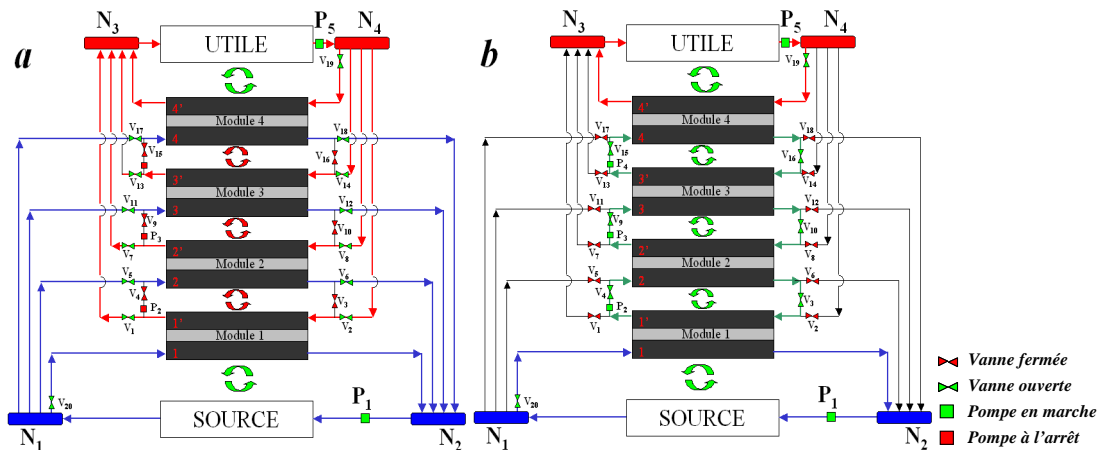 a
N3
P5
N4
UTILE
V19
4'
Module 4
4
V17
V18
V15
V16
V13
V14
3'
Module 3
3
V11
V12
V9
P3
V10
V7
V8
2'
Module 2
2
V5
V6
V4
P2
V3
V1
V2
1'
Module 1
1
V20
SOURCE
P1
N1
N2
b
N3
P5
N4
UTILE
V19
4'
Module 4
4
V17
V18
V15
P4
V16
V13
V14
3'
Module 3
3
V11
V12
V9
P3
V10
V7
V8
2'
Module 2
2
V5
V6
V4
P2
V3
V1
V2
1'
Module 1
1
V20
SOURCE
P1
N1
N2
Vanne fermée
Vanne ouverte
Pompe en marche
Pompe à l'arrêt